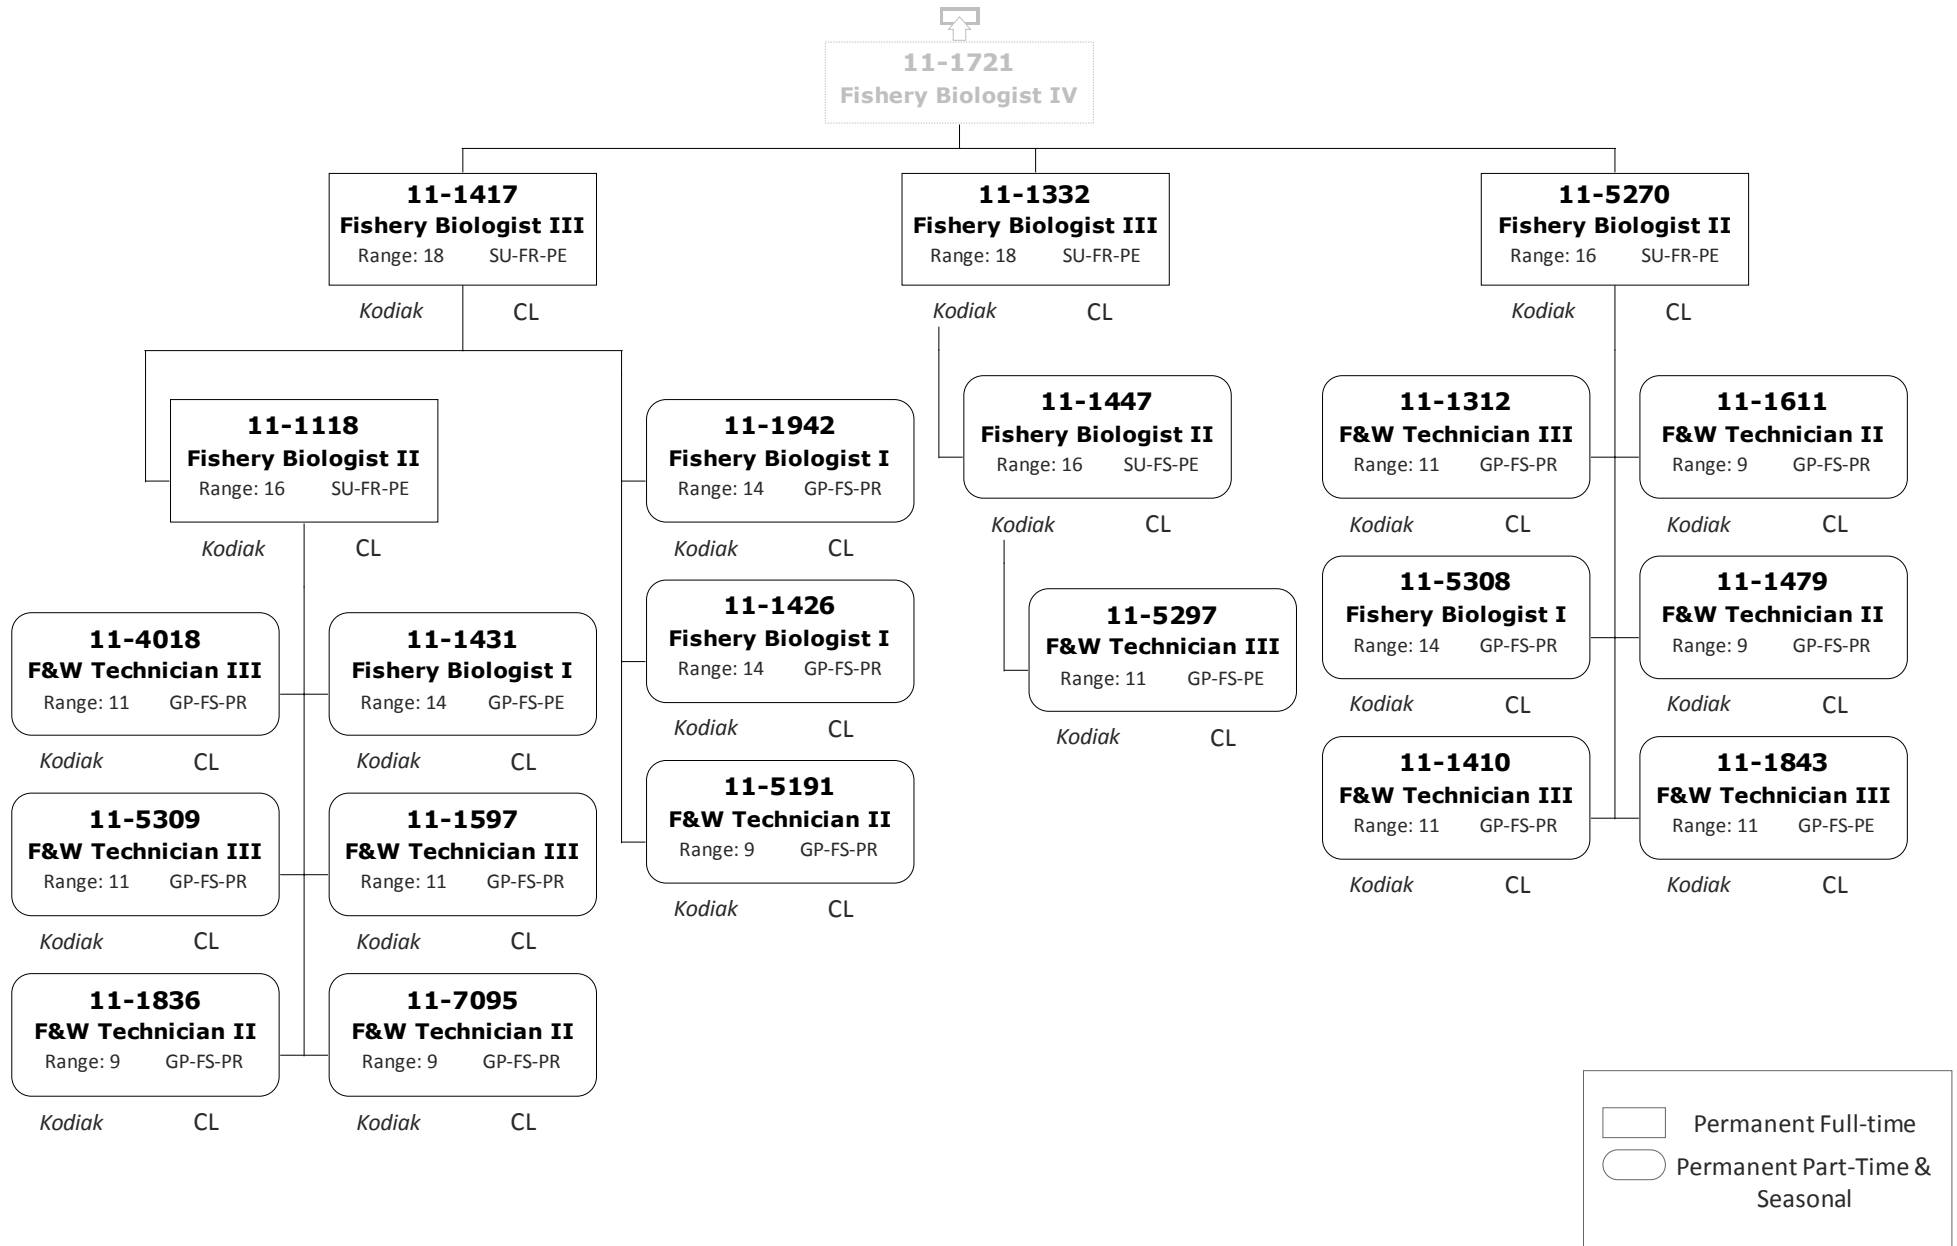 11-1721
Fishery Biologist IV
11-1417
Fishery Biologist III
Range: 18 SU-FR-PE
Kodiak CL
11-1332
Fishery Biologist III
Range: 18 SU-FR-PE
Kodiak CL
11-5270
Fishery Biologist II
Range: 16 SU-FR-PE
Kodiak CL
11-1118
Fishery Biologist II
Range: 16 SU-FR-PE
Kodiak CL
11-4018
F&W Technician III
Range: 11 GP-FS-PR
Kodiak CL
11-1431
Fishery Biologist I
Range: 14 GP-FS-PE
Kodiak CL
11-5309
F&W Technician III
Range: 11 GP-FS-PR
Kodiak CL
11-1597
F&W Technician III
Range: 11 GP-FS-PR
Kodiak CL
11-1836
F&W Technician II
Range: 9 GP-FS-PR
Kodiak CL
11-7095
F&W Technician II
Range: 9 GP-FS-PR
Kodiak CL
11-1942
Fishery Biologist I
Range: 14 GP-FS-PR
Kodiak CL
11-1426
Fishery Biologist I
Range: 14 GP-FS-PR
Kodiak CL
11-5191
F&W Technician II
Range: 9 GP-FS-PR
Kodiak CL
11-1447
Fishery Biologist II
Range: 16 SU-FS-PE
Kodiak CL
11-5297
F&W Technician III
Range: 11 GP-FS-PE
Kodiak CL
11-1312
F&W Technician III
Range: 11 GP-FS-PR
Kodiak CL
11-1611
F&W Technician II
Range: 9 GP-FS-PR
Kodiak CL
11-5308
Fishery Biologist I
Range: 14 GP-FS-PR
Kodiak CL
11-1479
F&W Technician II
Range: 9 GP-FS-PR
Kodiak CL
11-1410
F&W Technician III
Range: 11 GP-FS-PR
Kodiak CL
11-1843
F&W Technician III
Range: 11 GP-FS-PE
Kodiak CL
Permanent Full-time
Permanent Part-Time &
Seasonal